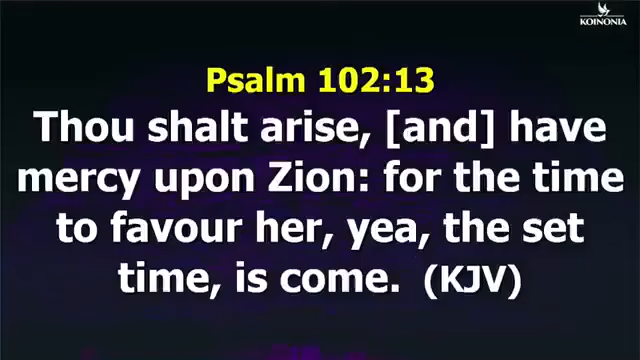 KOINONIA
Psalm 102:13
Thou shalt arise, [and] have
mercy upon Zion: for the time
to favour her, yea, the set
time, is come. (KJV)